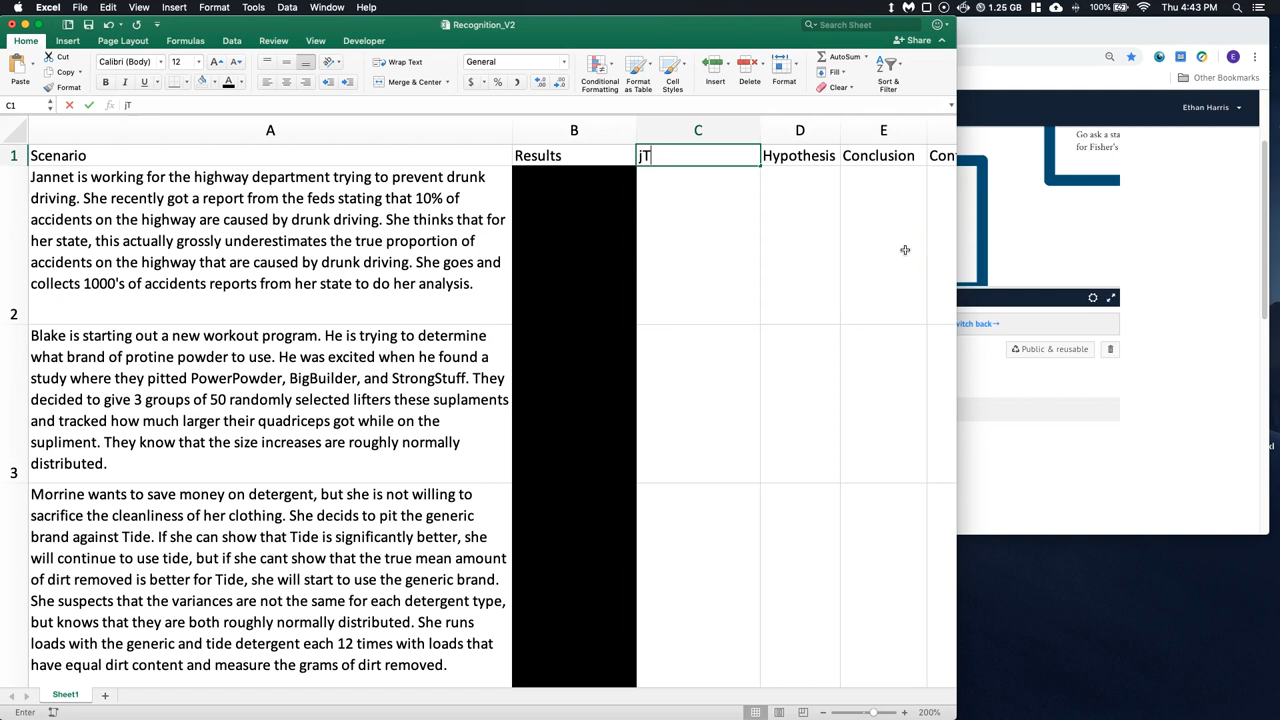 Excel File Edit View Insert Format Tools Data Window Help 1.25 GB 100% Thu 4:43 PM
Recognition_V2 Search Sheet
Home Insert Page Layout Formulas Data Review View Developer Share
Paste Cut Copy Format Calibri (Body) 12 A A Wrap Text General Conditional Formatting Format as Table Cell Styles Insert Delete Format AutoSum Fill Clear Sort & Filter
B I U A Merge & Center $ % )
C1 fx jT
A B C D E
1 Scenario Results jT Hypothesis Conclusion Con
Jannet is working for the highway department trying to prevent drunk
driving. She recently got a report from the feds stating that 10% of
accidents on the highway are caused by drunk driving. She thinks that for
her state, this actually grossly underestimates the true proportion of
accidents on the highway that are caused by drunk driving. She goes and
collects 1000's of accidents reports from her state to do her analysis.
2
Blake is starting out a new workout program. He is trying to determine
what brand of protine powder to use. He was excited when he found a
study where they pitted PowerPowder, BigBuilder, and StrongStuff. They
decided to give 3 groups of 50 randomly selected lifters these suplaments
and tracked how much larger their quadriceps got while on the
supliment. They know that the size increases are roughly normally
distributed.
3
Morrine wants to save money on detergent, but she is not willing to
sacrifice the cleanliness of her clothing. She decides to pit the generic
brand against Tide. If she can show that Tide is significantly better, she
will continue to use tide, but if she cant show that the true mean amount
of dirt removed is better for Tide, she will start to use the generic brand.
She suspects that the variances are not the same for each detergent type,
but knows that they are both roughly normally distributed. She runs
loads with the generic and tide detergent each 12 times with loads that
have equal dirt content and measure the grams of dirt removed.
Sheet1
Enter 200%
E
Other Bookmarks
Ethan Harris
Go ask a sta
for Fisher's
witch back→
Public & reusable